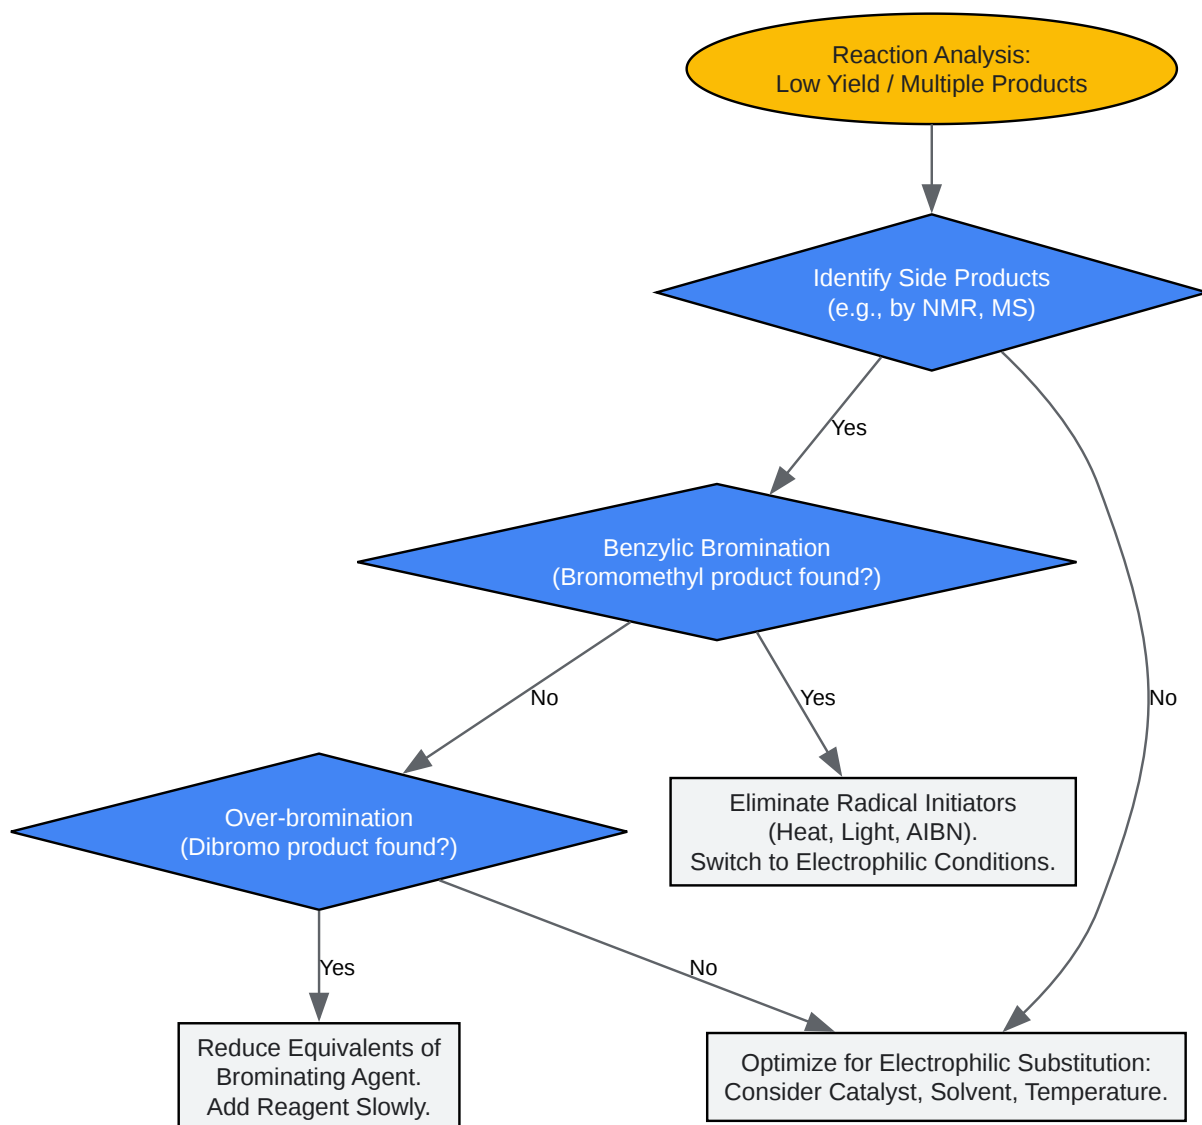 Reaction Analysis:
Low Yield / Multiple Products
Identify Side Products
(e.g., by NMR, MS)
Yes
Benzylic Bromination
(Bromomethyl product found?)
No
Yes
No
Over-bromination
(Dibromo product found?)
Eliminate Radical Initiators
(Heat, Light, AIBN).
Switch to Electrophilic Conditions.
Yes
No
Reduce Equivalents of
Brominating Agent.
Add Reagent Slowly.
Optimize for Electrophilic Substitution:
Consider Catalyst, Solvent, Temperature.